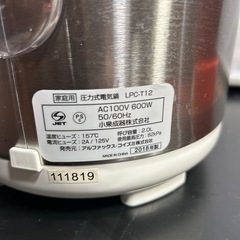 家庭用 圧力式電気鍋 LPC-T12
AC100V 600W
50/60Hz
小泉成器株式会社
JET
PSE
温度ヒューズ:157℃ 呼び容量:2.0L
電流ヒューズ:2A/125V 最高使用圧力:62kPa
発売元:アルファックス・コイズミ株式会社
MADE IN CHINA 2016年製
111819